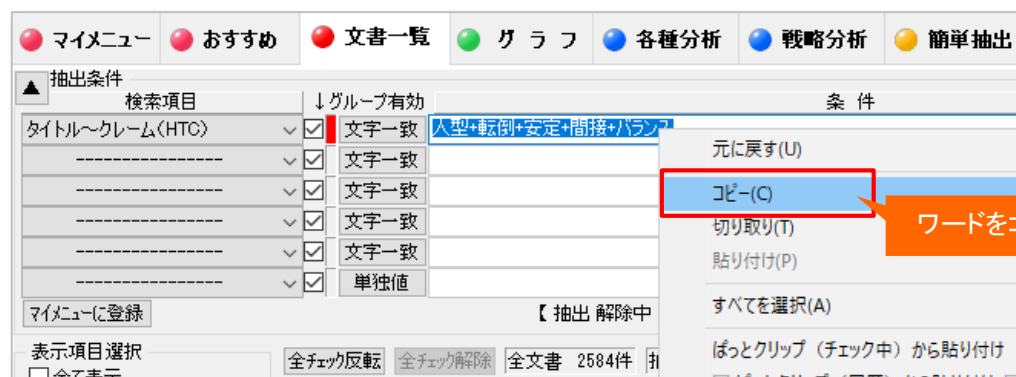 マイメニュー おすすめ 文書一覧 グラフ 各種分析 戦略分析 簡単抽出
▲ 抽出条件
検索項目 ↓グループ有効 条 件
タイトル～クレーム(HTC) 文字一致 人型+転倒+安定+間接+バランス
---------------- 文字一致
---------------- 文字一致
---------------- 文字一致
---------------- 文字一致
---------------- 単独値
元に戻す(U)
コピー(C)
ワードをコ
切り取り(T)
貼り付け(P)
すべてを選択(A)
ぱっとクリップ（チェック中）から貼り付け
マイメニューに登録 【 抽出 解除中
表示項目選択
全チェック反転 全チェック解除 全文書 2584件
全て表示